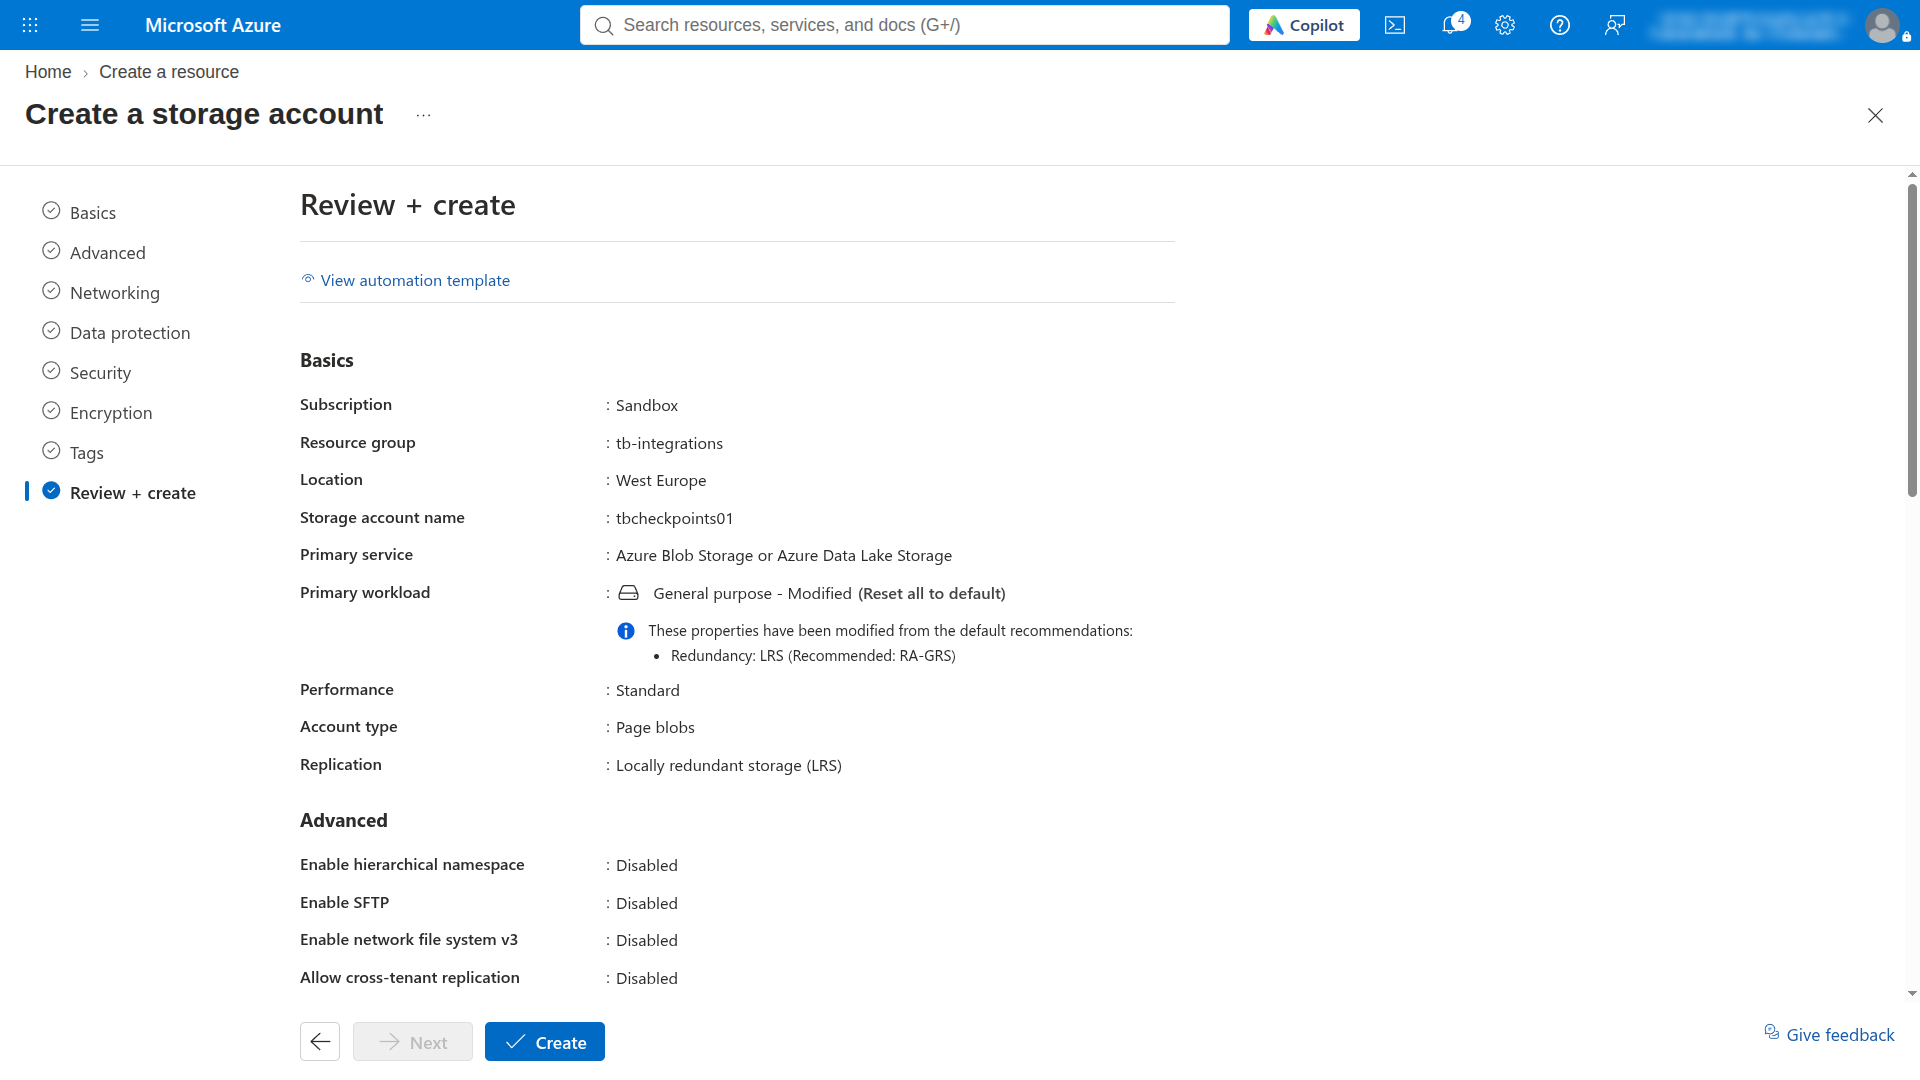 Microsoft Azure
Search resources, services, and docs (G+/)
Copilot
4
Home › Create a resource
Create a storage account ...
Basics
Advanced
Networking
Data protection
Security
Encryption
Tags
Review + create
Review + create
View automation template
Basics
Subscription : Sandbox
Resource group : tb-integrations
Location : West Europe
Storage account name : tbcheckpoints01
Primary service : Azure Blob Storage or Azure Data Lake Storage
Primary workload : General purpose - Modified (Reset all to default)
These properties have been modified from the default recommendations:
• Redundancy: LRS (Recommended: RA-GRS)
Performance : Standard
Account type : Page blobs
Replication : Locally redundant storage (LRS)
Advanced
Enable hierarchical namespace : Disabled
Enable SFTP : Disabled
Enable network file system v3 : Disabled
Allow cross-tenant replication : Disabled
Next
Create
Give feedback